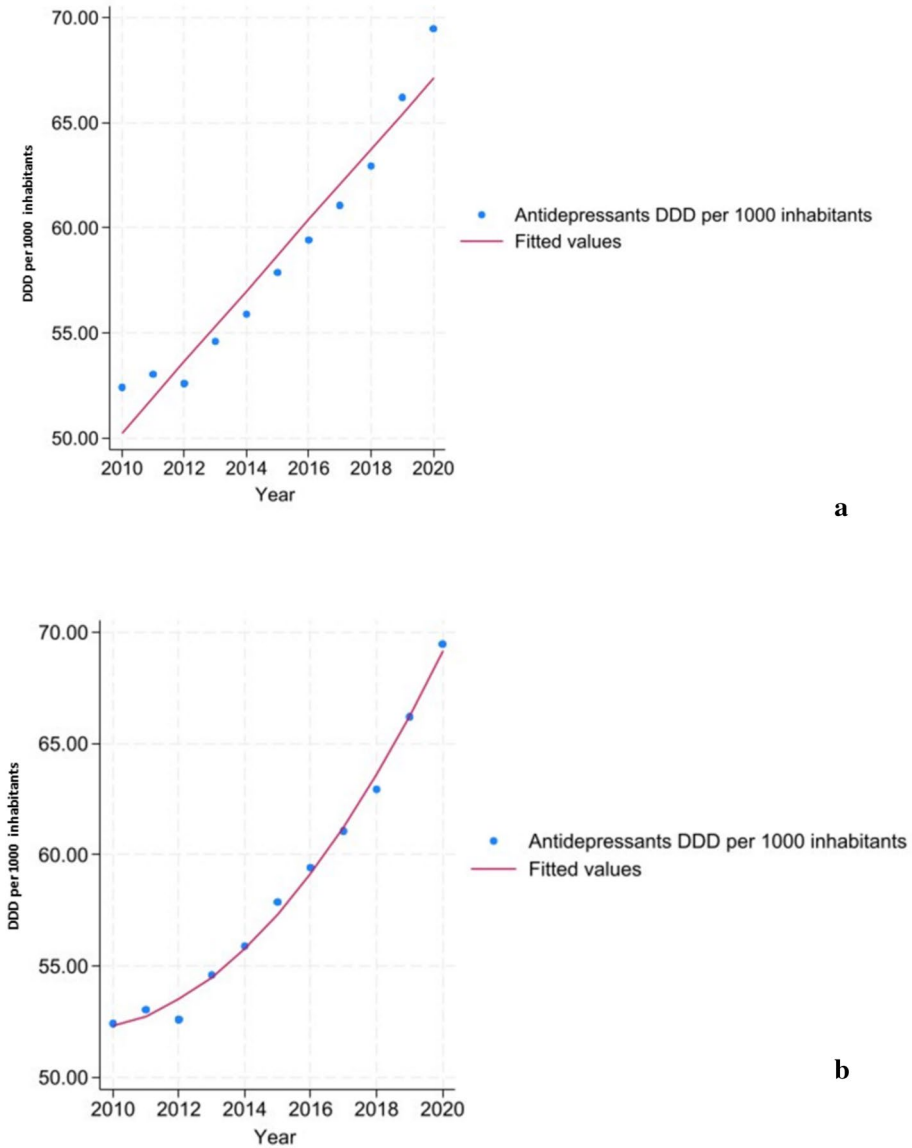 70.00
65.00
60.00
55.00
50.00
DDD per 1000 inhabitants
2010 2012 2014 2016 2018 2020
Year
Antidepressants DDD per 1000 inhabitants
Fitted values
a
70.00
65.00
60.00
55.00
50.00
DDD per 1000 inhabitants
2010 2012 2014 2016 2018 2020
Year
Antidepressants DDD per 1000 inhabitants
Fitted values
b